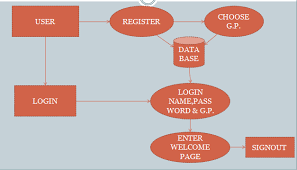 USER
REGISTER
CHOOSE
G.P.
DATA
BASE
LOGIN
LOGIN
NAME,PASS
WORD & G.P.
ENTER
WELCOME
PAGE
SIGNOUT